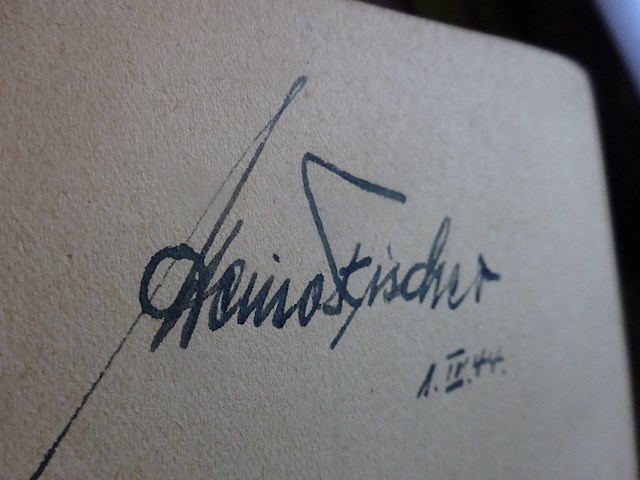 Heino Fischer
1. IV. 44.